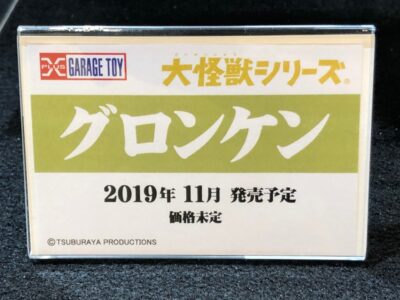 X PLUS GARAGE TOY 大怪獣シリーズ®
グロンケン
2019年 11月 発売予定
価格未定
©TSUBURAYA PRODUCTIONS